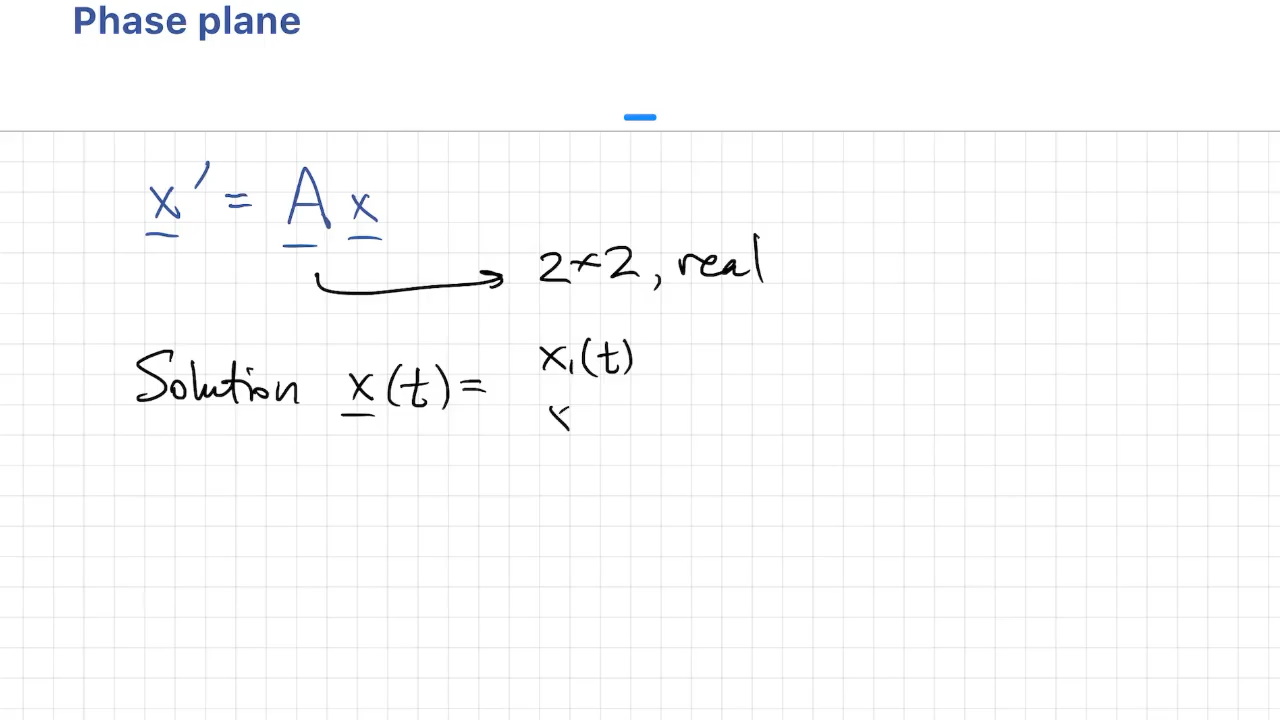 Phase plane
x' = A x
2×2, real
x₁(t)
Solution x(t) =
x